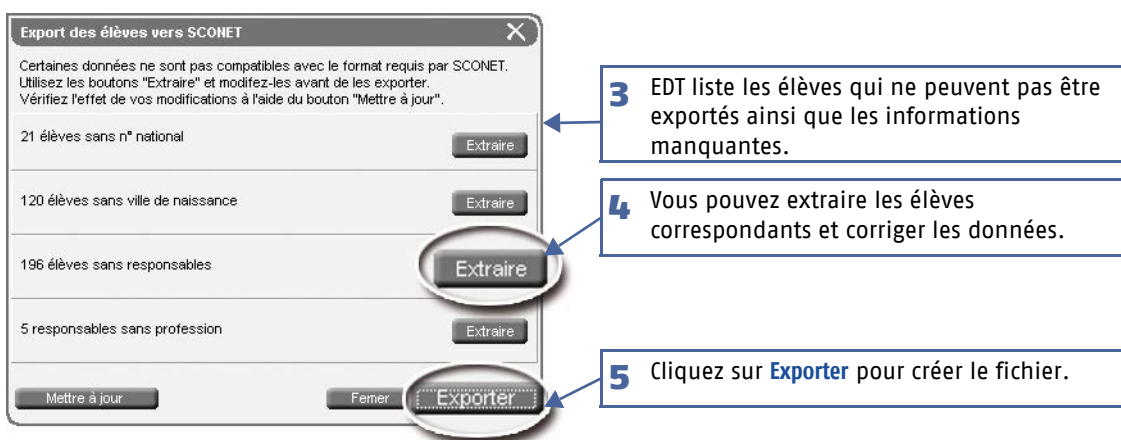 Export des élèves vers SCONET
Certaines données ne sont pas compatibles avec le format requis par SCONET.
Utilisez les boutons "Extraire" et modifez-les avant de les exporter.
Vérifiez l'effet de vos modifications à l'aide du bouton "Mettre à jour".
21 élèves sans n° national
Extraire
120 élèves sans ville de naissance
Extraire
196 élèves sans responsables
Extraire
5 responsables sans profession
Extraire
Mettre à jour
Fermer
Exporter
3 EDT liste les élèves qui ne peuvent pas être
exportés ainsi que les informations
manquantes.
4 Vous pouvez extraire les élèves
correspondants et corriger les données.
5 Cliquez sur Exporter pour créer le fichier.